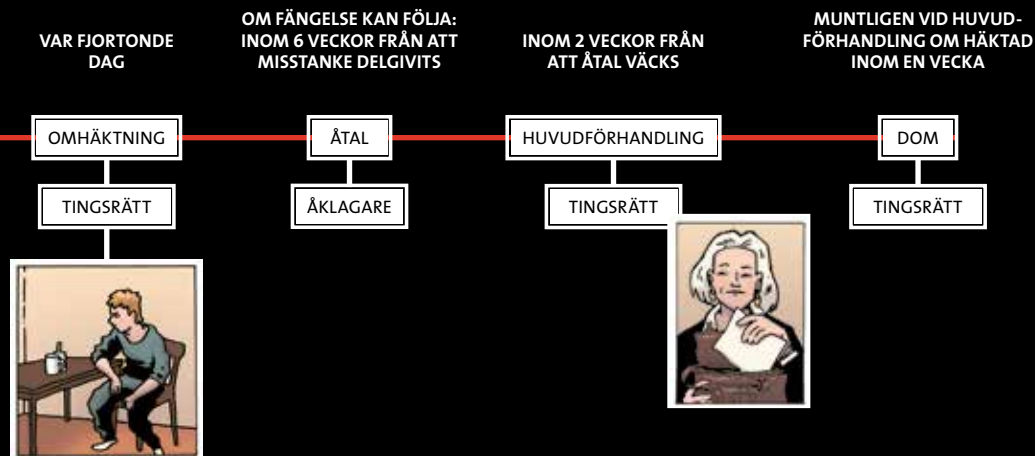 VAR FJORTONDE
DAG
OM FÄNGELSE KAN FÖLJA:
INOM 6 VECKOR FRÅN ATT
MISSTANKE DELGIVITS
INOM 2 VECKOR FRÅN
ATT ÅTAL VÄCKS
MUNTLIGEN VID HUVUD-
FÖRHANDLING OM HÄKTAD
INOM EN VECKA
OMHÄKTNING
ÅTAL
HUVUDFÖRHANDLING
DOM
TINGSRÄTT
ÅKLAGARE
TINGSRÄTT
TINGSRÄTT